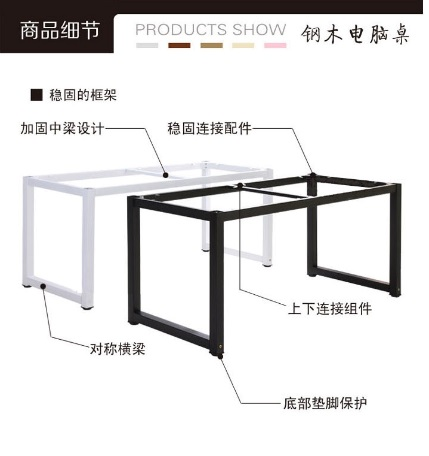 商品细节
PRODUCTS SHOW
钢木电脑桌
稳固的框架
加固中梁设计
稳固连接配件
上下连接组件
对称横梁
底部垫脚保护